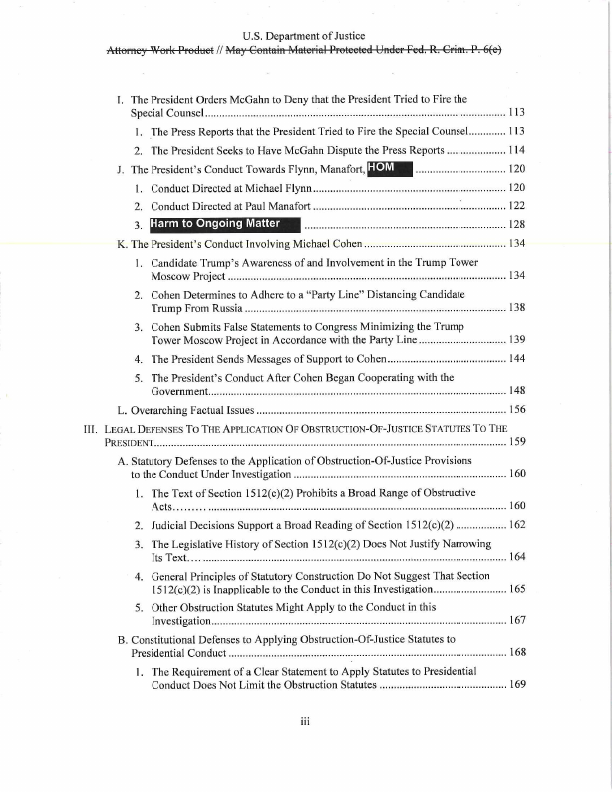 U.S. Department of Justice
Attorney Work Product // May Contain Material Protected Under Fed. R. Crim. P. 6(e)
I. The President Orders McGahn to Deny that the President Tried to Fire the
Special Counsel ........ 113
1. The Press Reports that the President Tried to Fire the Special Counsel ........ 113
2. The President Seeks to Have McGahn Dispute the Press Reports ........ 114
J. The President's Conduct Towards Flynn, Manafort, HOM ........ 120
1. Conduct Directed at Michael Flynn ........ 120
2. Conduct Directed at Paul Manafort ........ 122
3. Harm to Ongoing Matter ........ 128
K. The President's Conduct Involving Michael Cohen ........ 134
1. Candidate Trump's Awareness of and Involvement in the Trump Tower
Moscow Project ........ 134
2. Cohen Determines to Adhere to a "Party Line" Distancing Candidate
Trump From Russia ........ 138
3. Cohen Submits False Statements to Congress Minimizing the Trump
Tower Moscow Project in Accordance with the Party Line ........ 139
4. The President Sends Messages of Support to Cohen ........ 144
5. The President's Conduct After Cohen Began Cooperating with the
Government ........ 148
L. Overarching Factual Issues ........ 156
III. LEGAL DEFENSES TO THE APPLICATION OF OBSTRUCTION-OF-JUSTICE STATUTES TO THE
PRESIDENT ........ 159
A. Statutory Defenses to the Application of Obstruction-Of-Justice Provisions
to the Conduct Under Investigation ........ 160
1. The Text of Section 1512(c)(2) Prohibits a Broad Range of Obstructive
Acts ........ 160
2. Judicial Decisions Support a Broad Reading of Section 1512(c)(2) ........ 162
3. The Legislative History of Section 1512(c)(2) Does Not Justify Narrowing
Its Text ........ 164
4. General Principles of Statutory Construction Do Not Suggest That Section
1512(c)(2) is Inapplicable to the Conduct in this Investigation ........ 165
5. Other Obstruction Statutes Might Apply to the Conduct in this
Investigation ........ 167
B. Constitutional Defenses to Applying Obstruction-Of-Justice Statutes to
Presidential Conduct ........ 168
1. The Requirement of a Clear Statement to Apply Statutes to Presidential
Conduct Does Not Limit the Obstruction Statutes ........ 169
iii